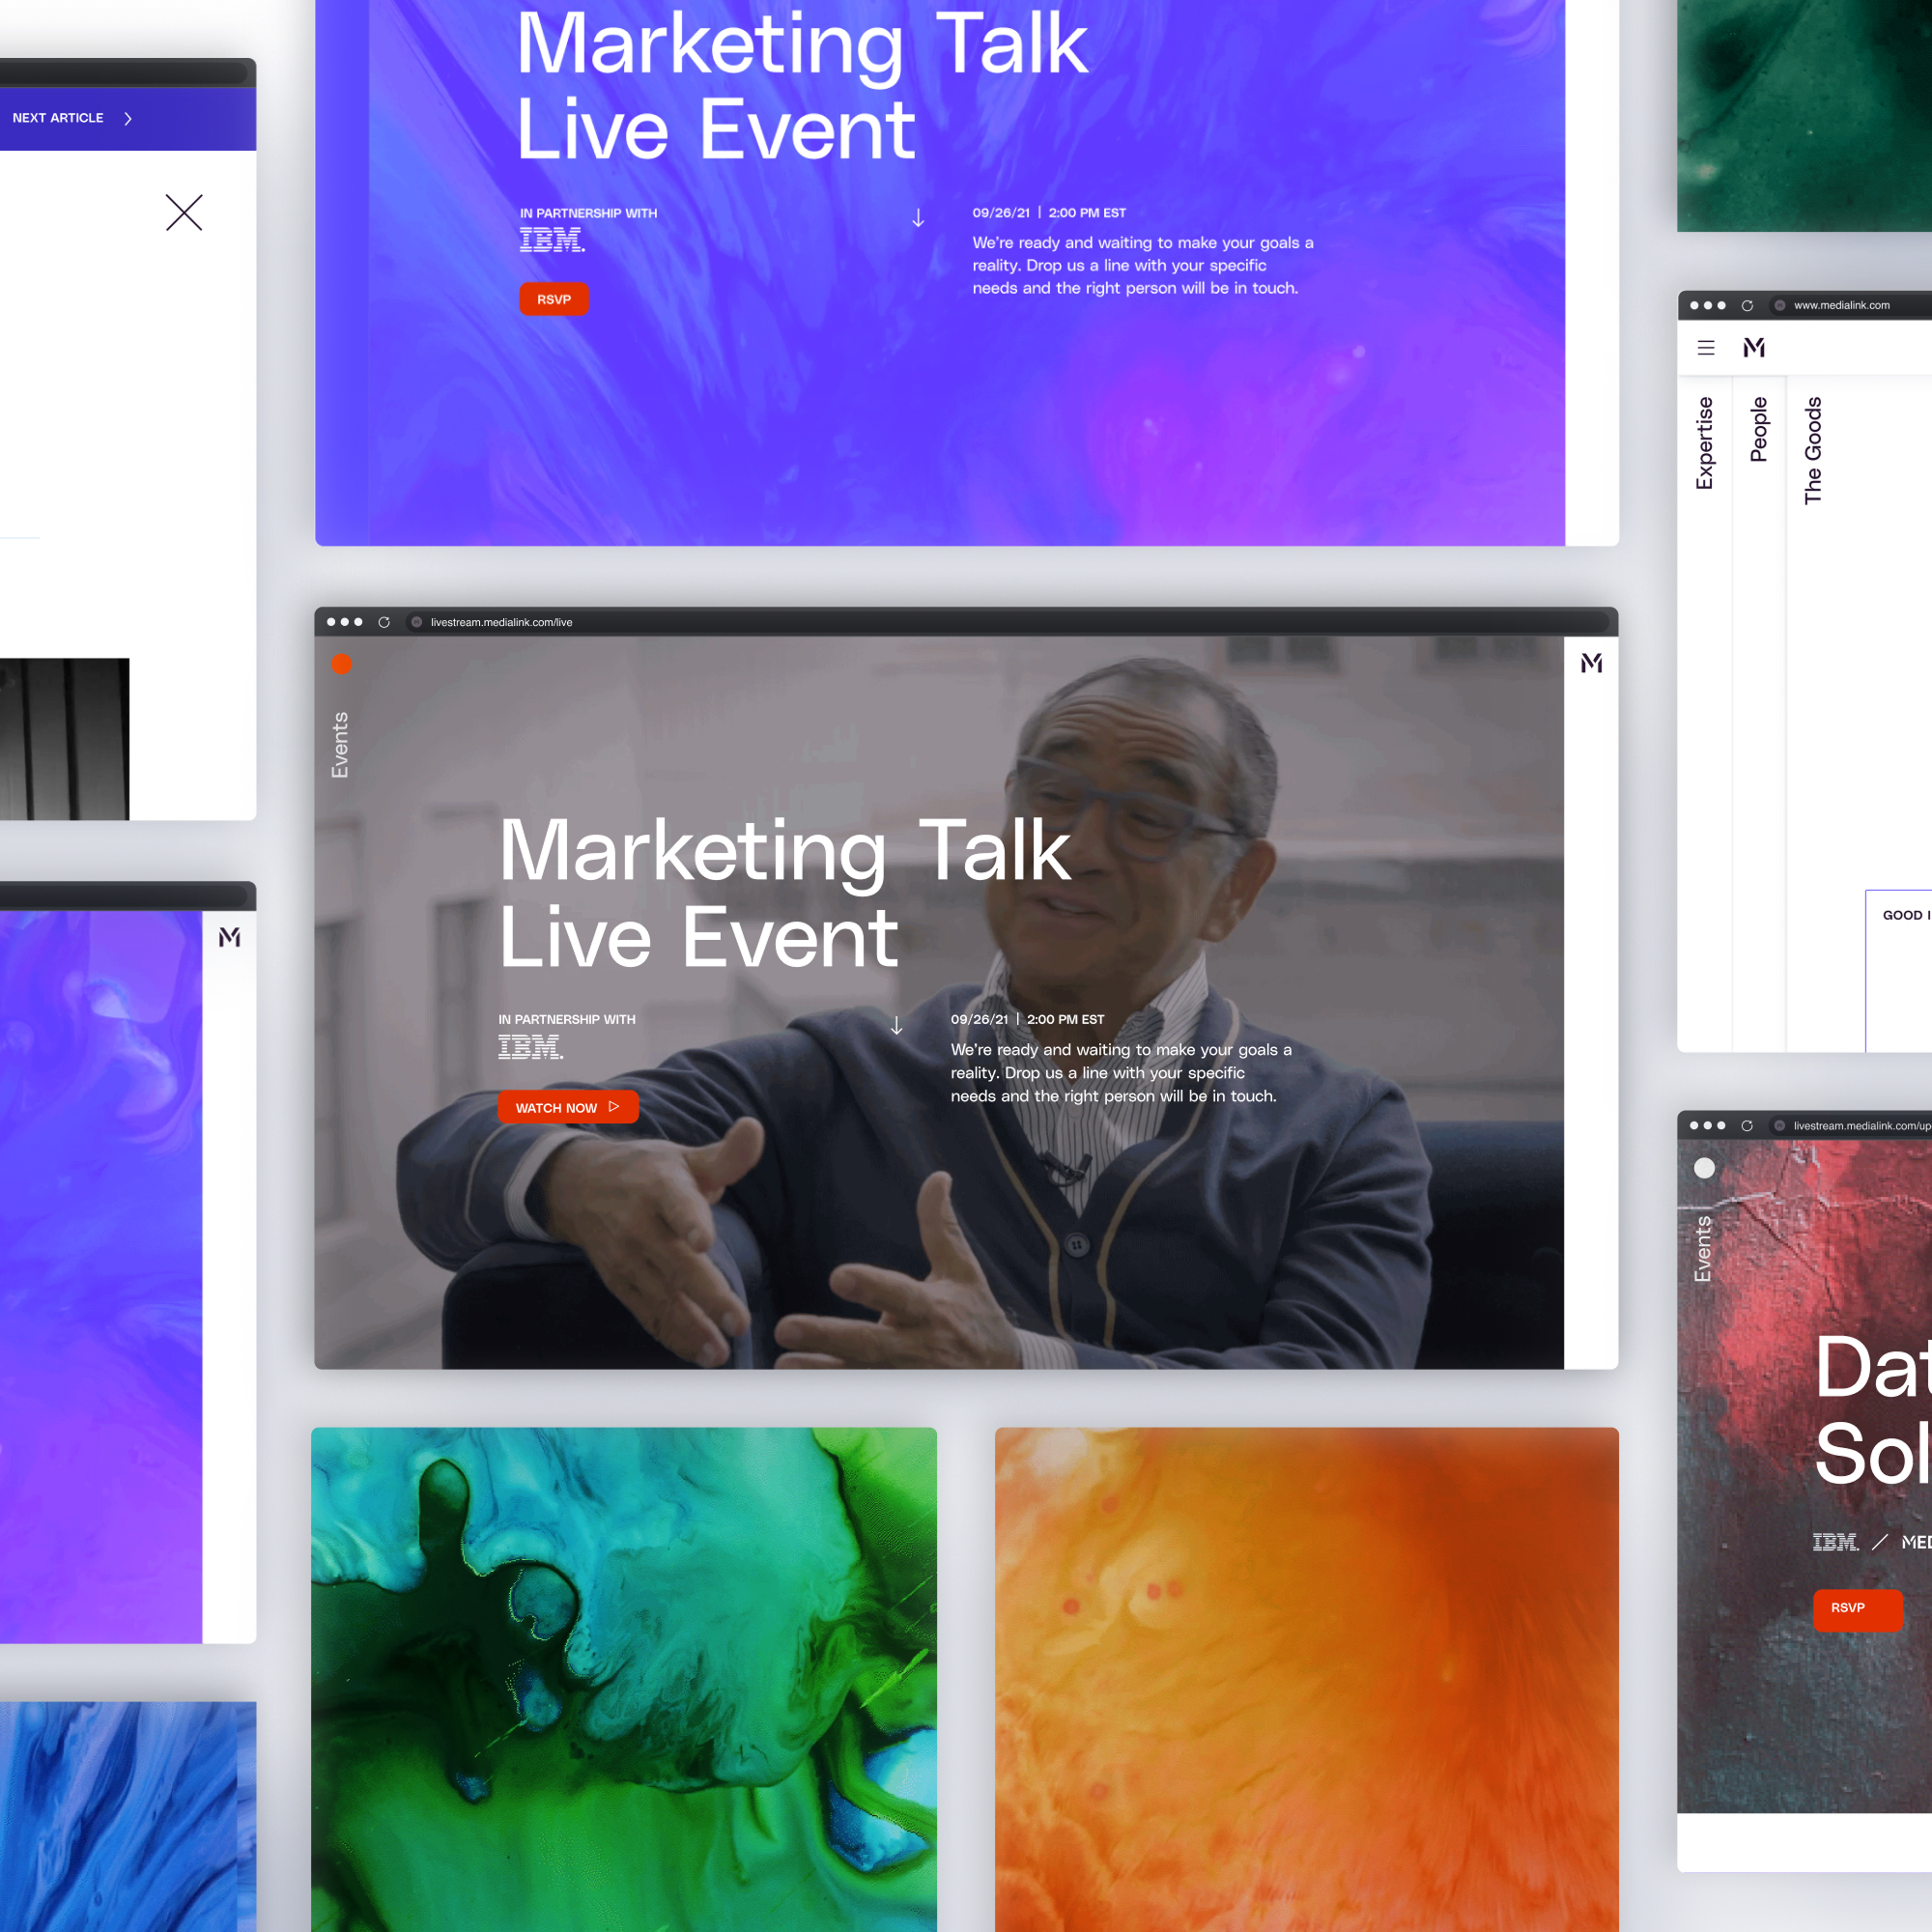 NEXT ARTICLE
Marketing Talk
Live Event
IN PARTNERSHIP WITH
IBM.
RSVP
09/26/21 | 2:00 PM EST
We're ready and waiting to make your goals a
reality. Drop us a line with your specific
needs and the right person will be in touch.
www.medialink.com
M
Expertise
People
The Goods
GOOD
livestream.medialink.com/live
Events
M
Marketing Talk
Live Event
IN PARTNERSHIP WITH
IBM.
WATCH NOW
09/26/21 | 2:00 PM EST
We're ready and waiting to make your goals a
reality. Drop us a line with your specific
needs and the right person will be in touch.
M
livestream.medialink.com/up
Events
Dat
Sol
IBM. / MED
RSVP